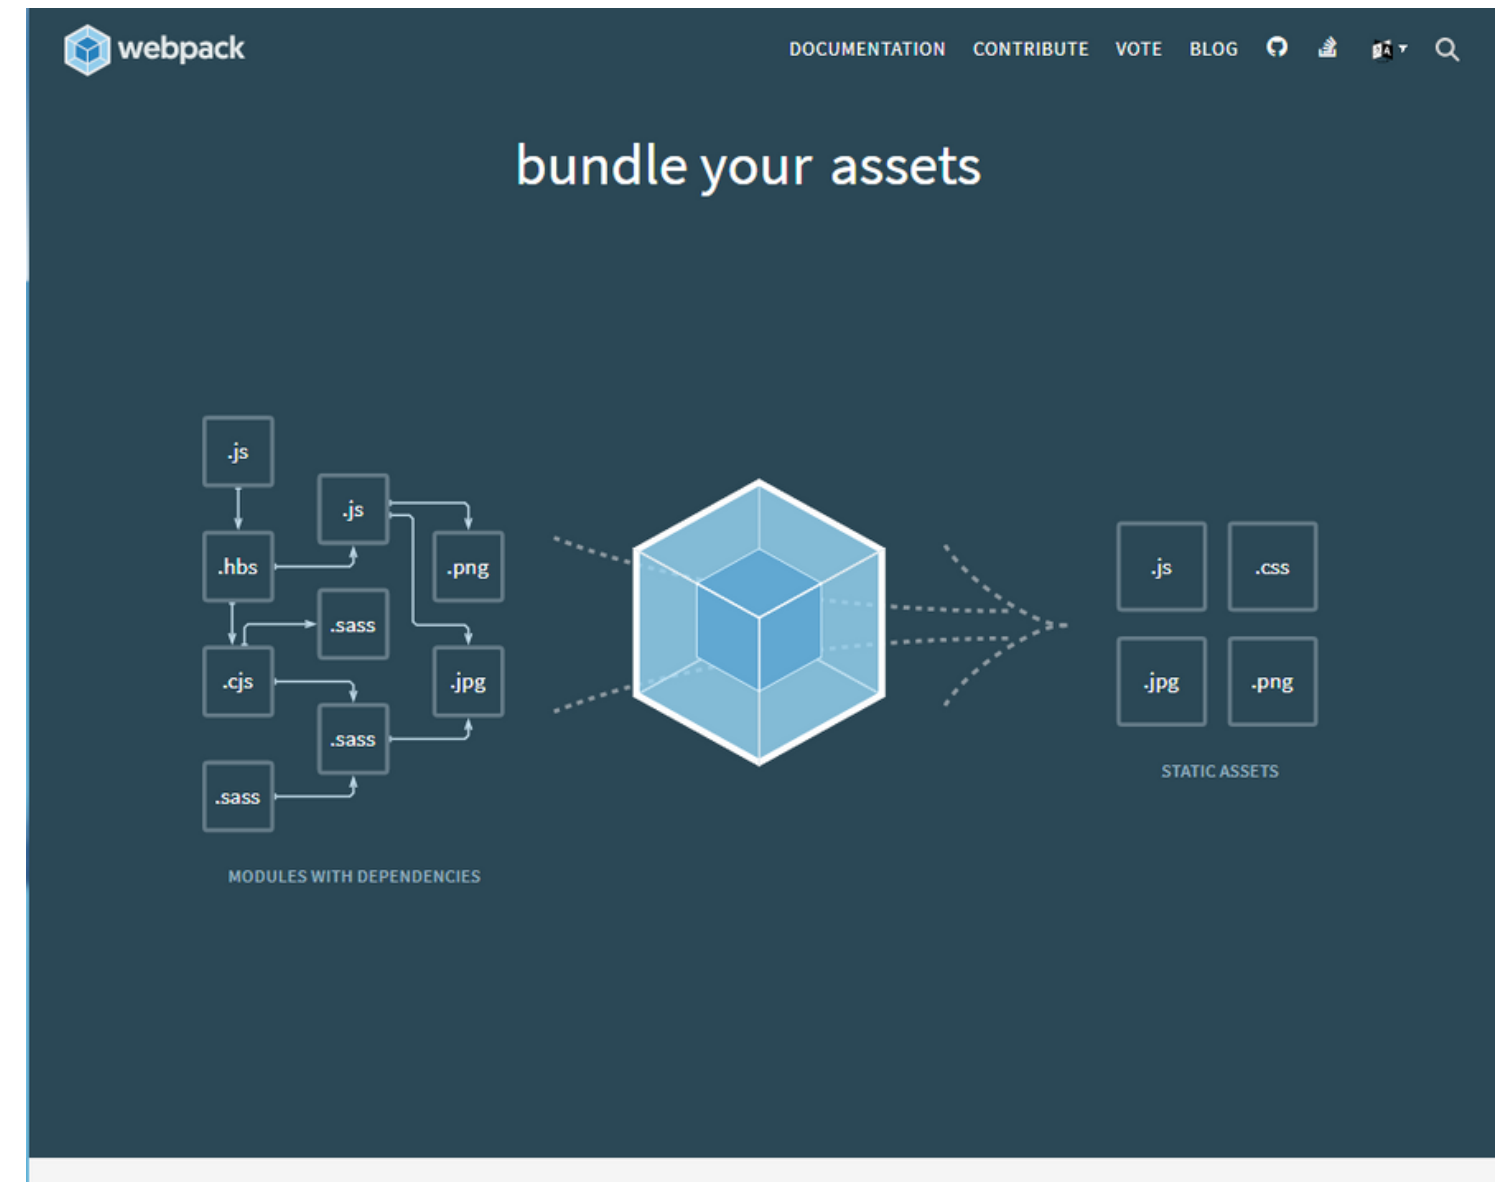 webpack
DOCUMENTATION CONTRIBUTE VOTE BLOG
bundle your assets
.js
.js
.hbs
.png
.sass
.cjs
.jpg
.sass
.sass
MODULES WITH DEPENDENCIES
.js .css
.jpg .png
STATIC ASSETS